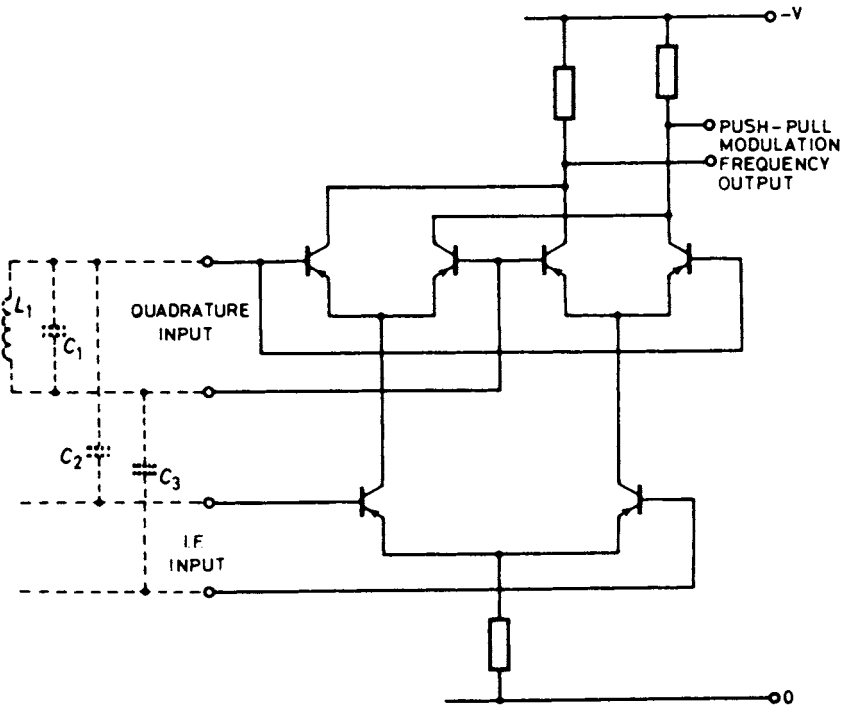 -V
PUSH-PULL
MODULATION
FREQUENCY
OUTPUT
L1
C1
QUADRATURE
INPUT
C2
C3
I.F.
INPUT
0